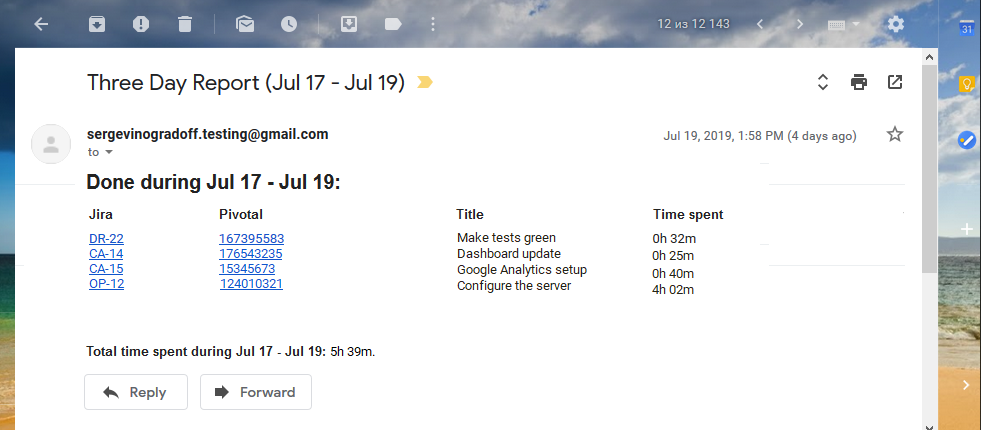 12 из 12 143
31
Three Day Report (Jul 17 - Jul 19)
sergevinogradoff.testing@gmail.com
Jul 19, 2019, 1:58 PM (4 days ago)
to
Done during Jul 17 - Jul 19:
Jira Pivotal Title Time spent
DR-22 167395583 Make tests green 0h 32m
CA-14 176543235 Dashboard update 0h 25m
CA-15 15345673 Google Analytics setup 0h 40m
OP-12 124010321 Configure the server 4h 02m
Total time spent during Jul 17 - Jul 19: 5h 39m.
Reply Forward